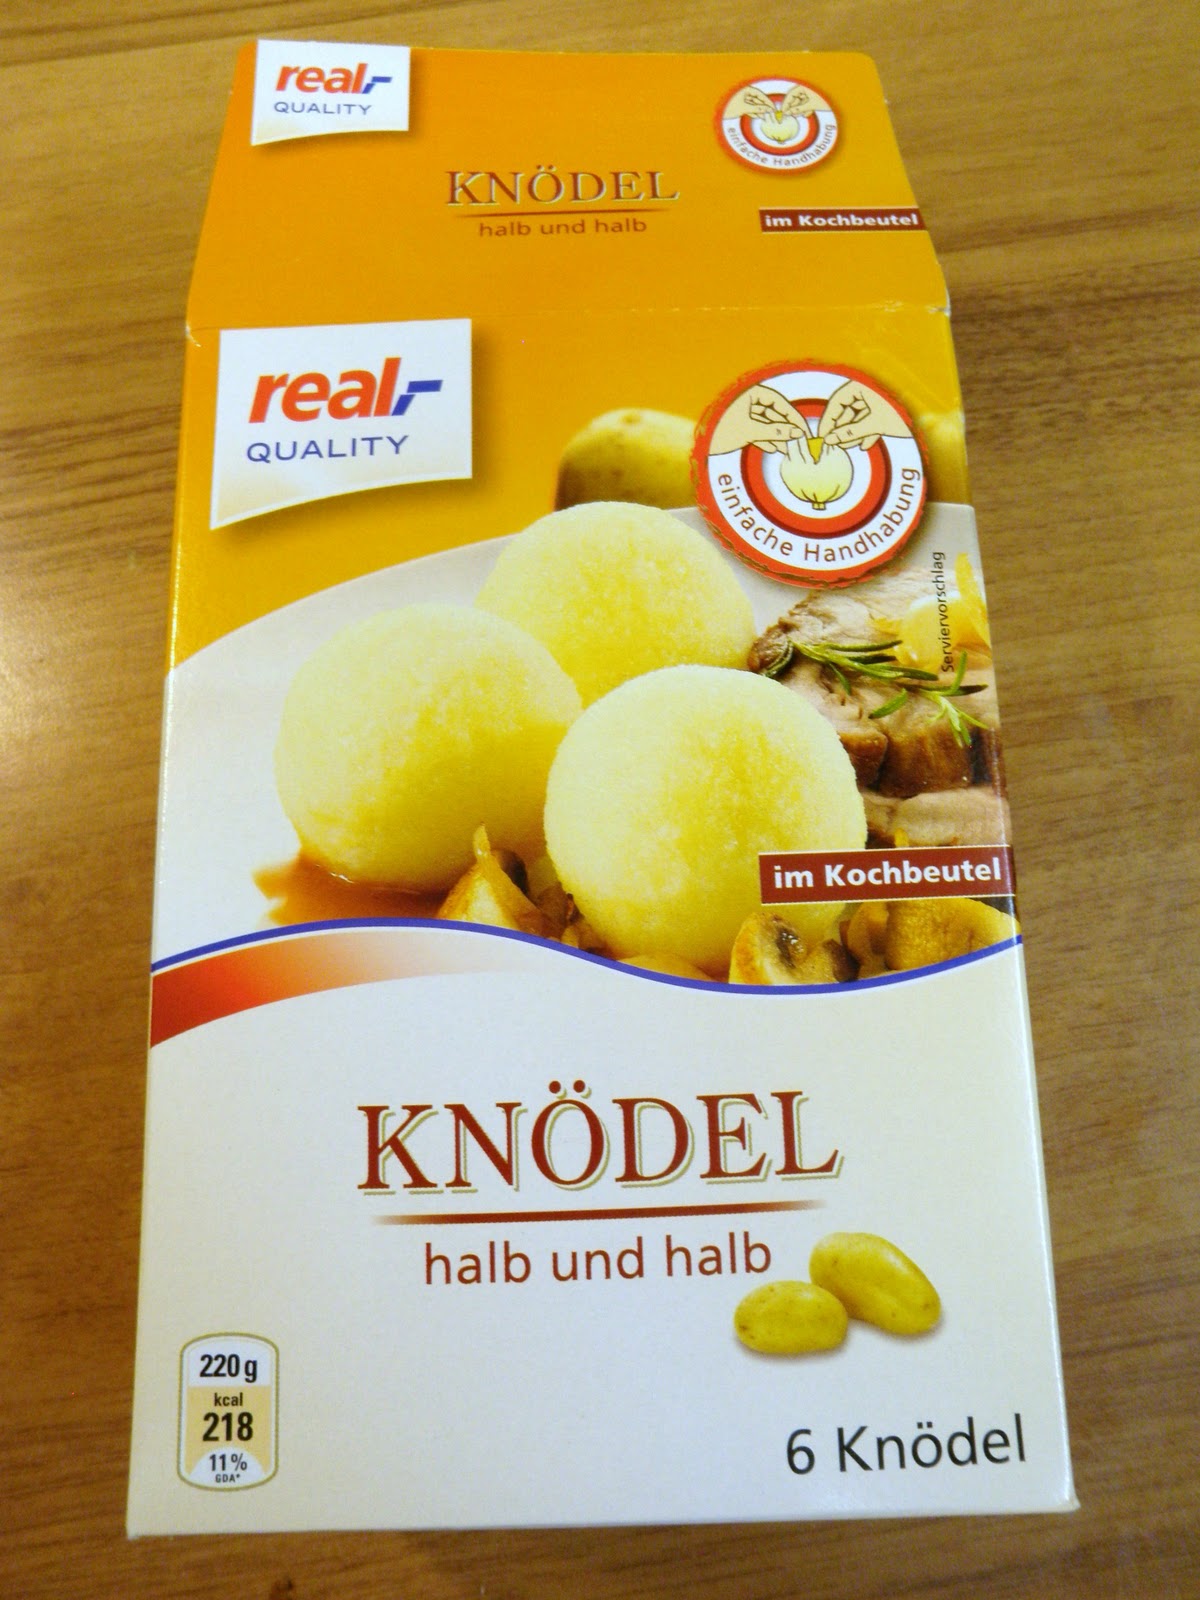 real,-
QUALITY
einfache Handhabung
KNÖDEL
halb und halb
im Kochbeutel
real,-
QUALITY
einfache Handhabung
Serviervorschlag
im Kochbeutel
KNÖDEL
halb und halb
220 g
kcal
218
11%
GDA*
6 Knödel